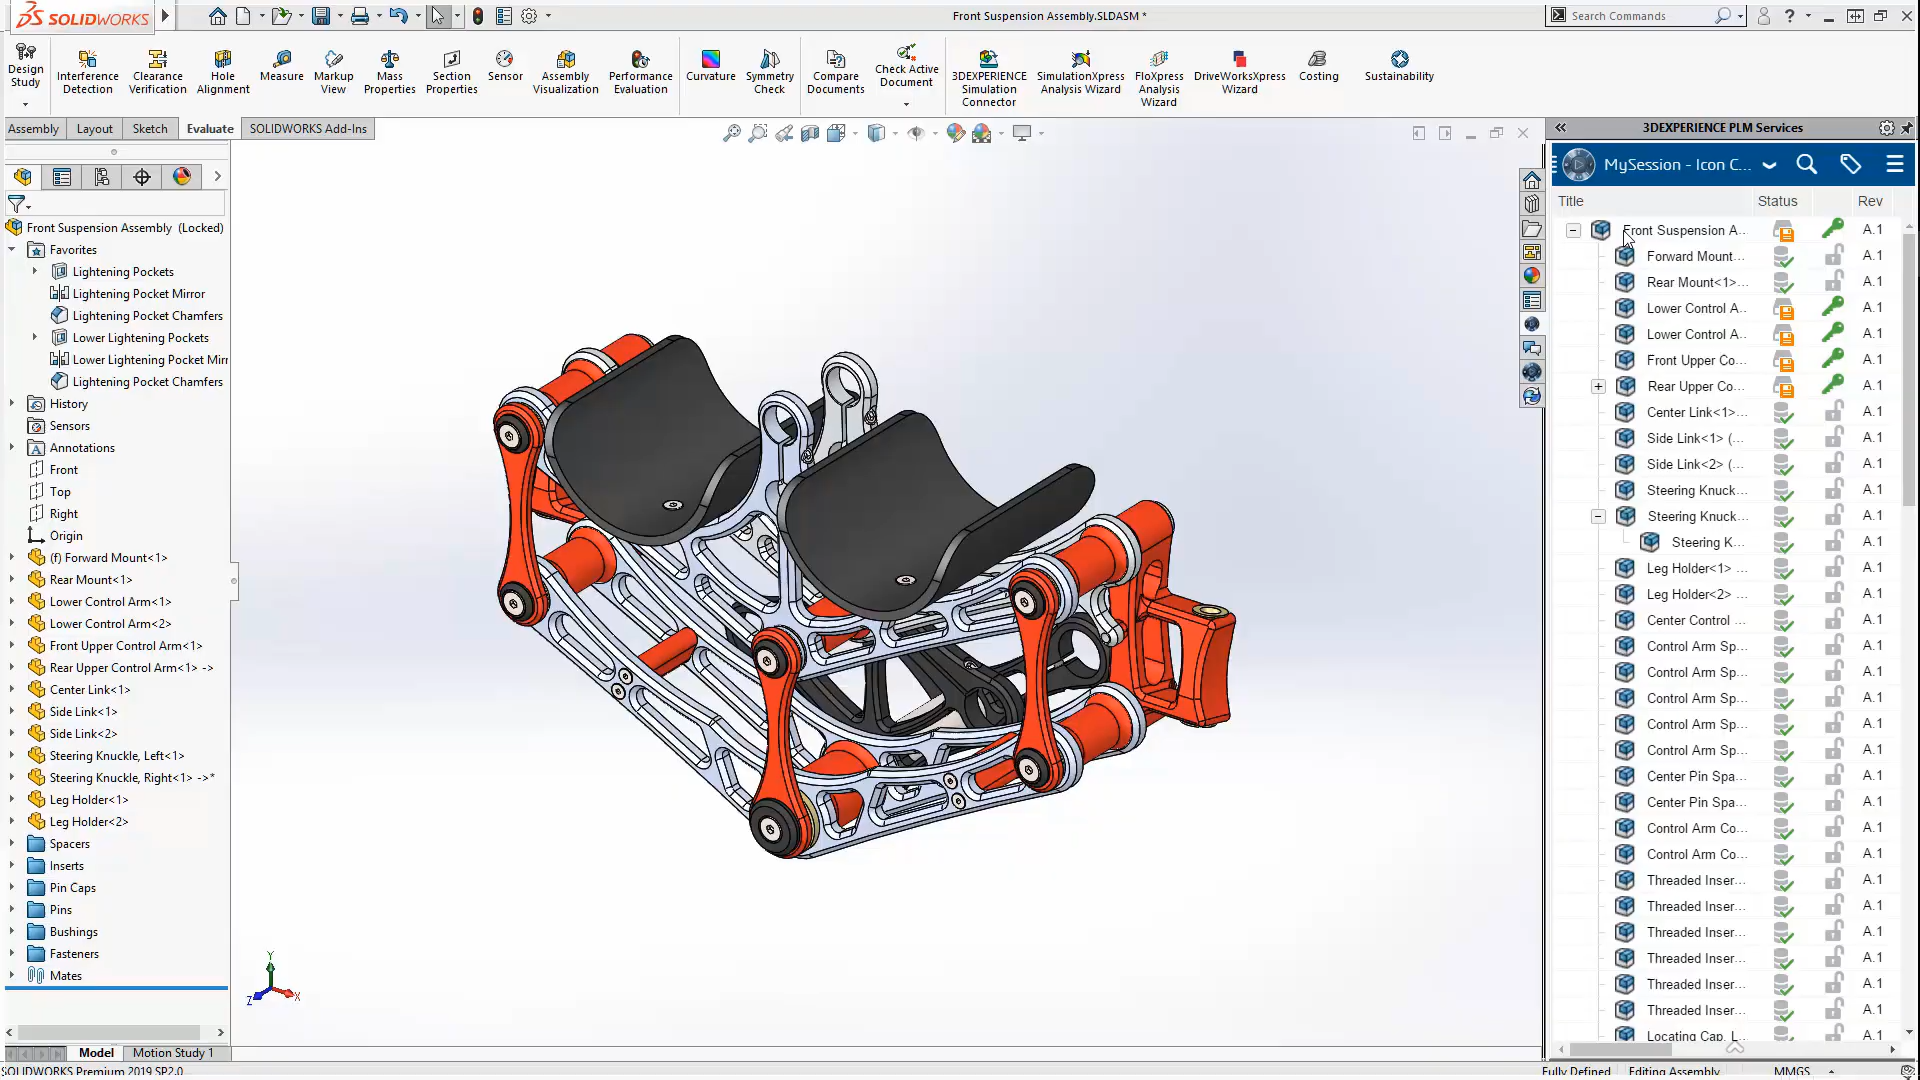 SOLIDWORKS
Front Suspension Assembly.SLDASM *
Search Commands
Design Study
Interference Detection
Clearance Verification
Hole Alignment
Measure
Markup View
Mass Properties
Section Properties
Sensor
Assembly Visualization
Performance Evaluation
Curvature
Symmetry Check
Compare Documents
Check Active Document
3DEXPERIENCE Simulation Connector
SimulationXpress Analysis Wizard
FloXpress Analysis Wizard
DriveWorksXpress Wizard
Costing
Sustainability
Assembly
Layout
Sketch
Evaluate
SOLIDWORKS Add-Ins
Front Suspension Assembly (Locked)
Favorites
Lightening Pockets
Lightening Pocket Mirror
Lightening Pocket Chamfers
Lower Lightening Pockets
Lower Lightening Pocket Mirr
Lightening Pocket Chamfers
History
Sensors
Annotations
Front
Top
Right
Origin
(f) Forward Mount<1>
Rear Mount<1>
Lower Control Arm<1>
Lower Control Arm<2>
Front Upper Control Arm<1>
Rear Upper Control Arm<1> ->
Center Link<1>
Side Link<1>
Side Link<2>
Steering Knuckle, Left<1>
Steering Knuckle, Right<1> ->*
Leg Holder<1>
Leg Holder<2>
Spacers
Inserts
Pin Caps
Pins
Bushings
Fasteners
Mates
Y
Z
X
3DEXPERIENCE PLM Services
MySession - Icon C...
Title Status Rev
Front Suspension A... A.1
Forward Mount... A.1
Rear Mount<1>... A.1
Lower Control A... A.1
Lower Control A... A.1
Front Upper Co... A.1
Rear Upper Co... A.1
Center Link<1>... A.1
Side Link<1> (... A.1
Side Link<2> (... A.1
Steering Knuck... A.1
Steering Knuck... A.1
Steering K... A.1
Leg Holder<1> ... A.1
Leg Holder<2> ... A.1
Center Control ... A.1
Control Arm Sp... A.1
Control Arm Sp... A.1
Control Arm Sp... A.1
Control Arm Sp... A.1
Control Arm Sp... A.1
Center Pin Spa... A.1
Center Pin Spa... A.1
Control Arm Co... A.1
Control Arm Co... A.1
Threaded Inser... A.1
Threaded Inser... A.1
Threaded Inser... A.1
Threaded Inser... A.1
Threaded Inser... A.1
Threaded Inser... A.1
Locating Cap, L... A.1
Model
Motion Study 1
SOLIDWORKS Premium 2019 SP2.0
Fully Defined
Editing Assembly
MMGS